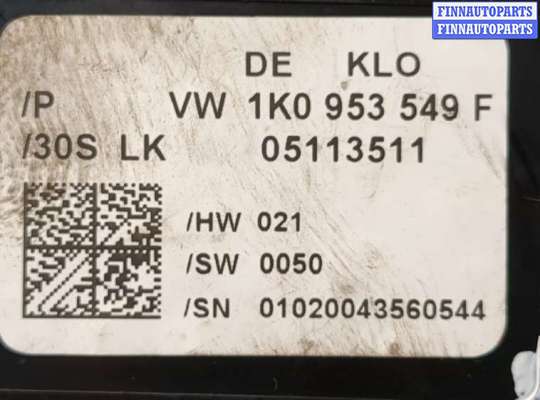 FINNAUTOPARTS
FINNAUTOPARTS
DE KLO
/P VW 1K0 953 549 F
/30S LK 05113511
/HW 021
/SW 0050
/SN 01020043560544